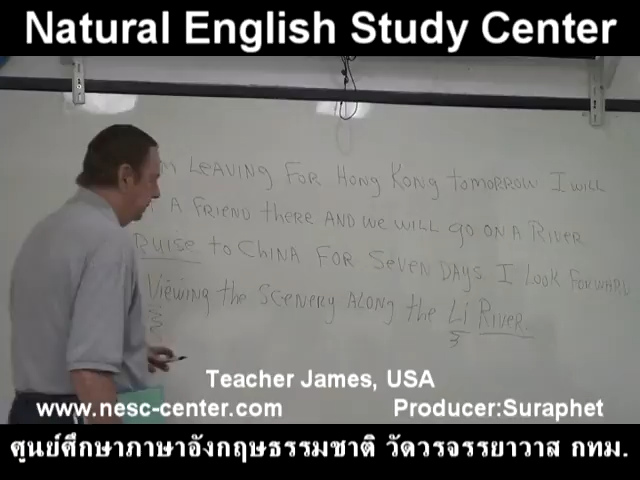 Natural English Study Center
m LEAVING FOR HONG KONG tomorrow I WILL
A FRIEND there AND WE WILL go ON A RIVER
RUISE to CHINA FOR SEVEN DAYS. I LOOK FORWARD
VIEWING the SCENERY ALONG the Li RIVER.
Teacher James, USA
www.nesc-center.com Producer:Suraphet
ศูนย์ศึกษาภาษาอังกฤษธรรมชาติ วัดวรจรรยาวาส กทม.